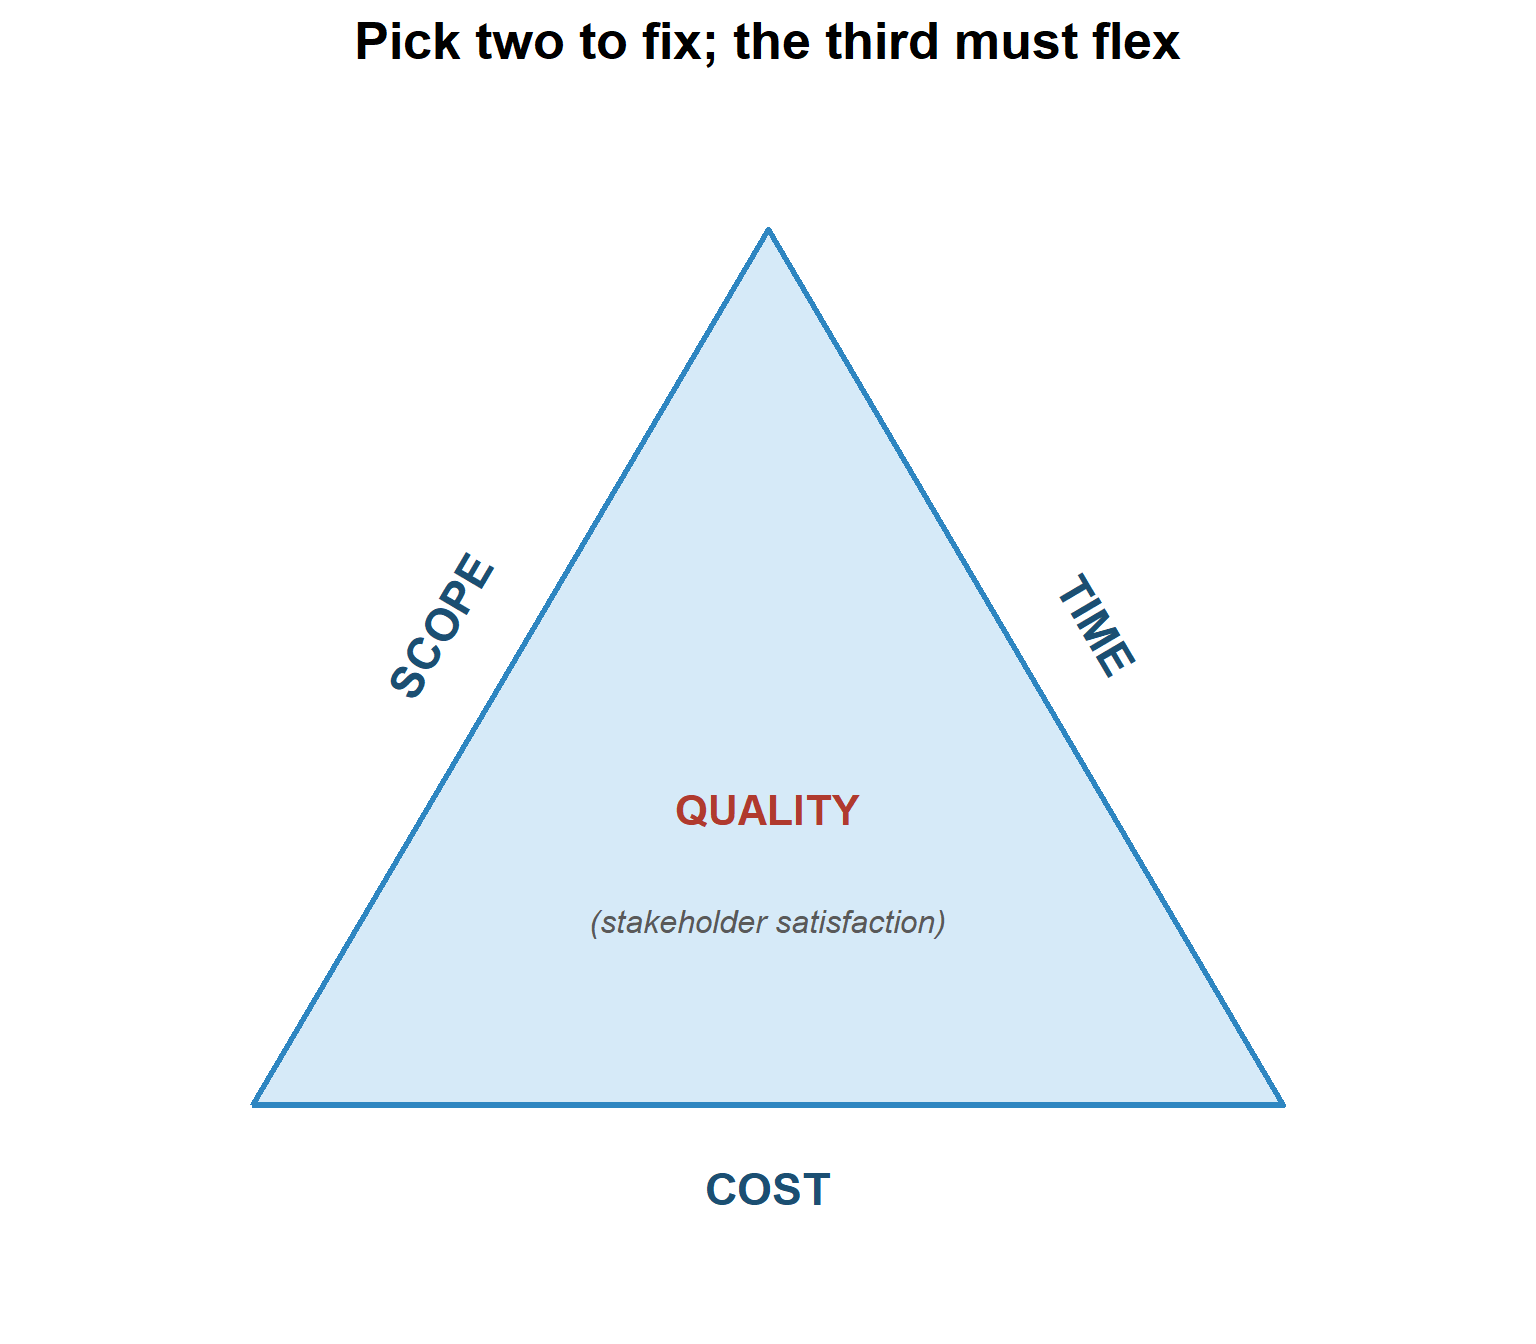 Pick two to fix; the third must flex
SCOPE
TIME
QUALITY
(stakeholder satisfaction)
COST